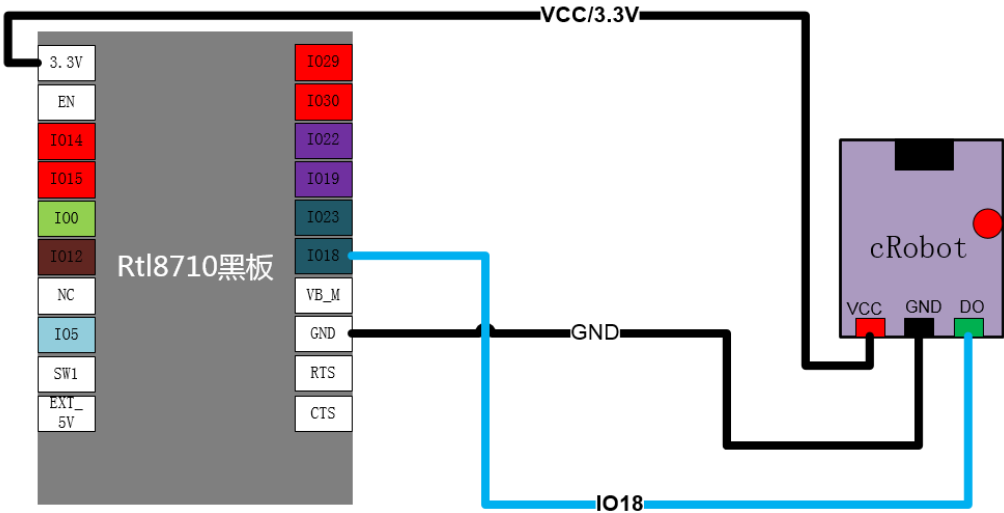 VCC/3.3V
3.3V
IO29
EN
IO30
IO14
IO22
IO15
IO19
IO0
IO23
IO12
IO18
Rtl8710黑板
NC
VB_M
IO5
GND
SW1
RTS
EXT_
5V
CTS
GND
IO18
cRobot
VCC
GND
DO